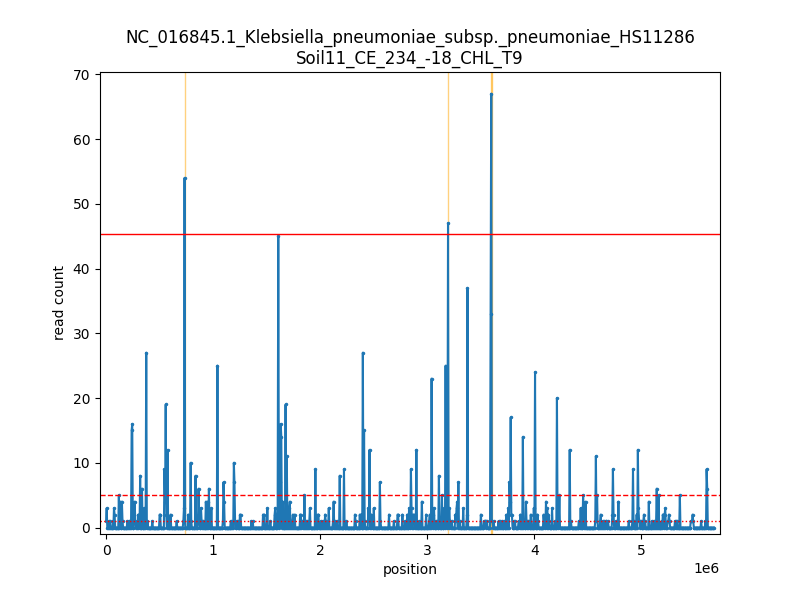 NC_016845.1_Klebsiella_pneumoniae_subsp._pneumoniae_HS11286
Soil11_CE_234_-18_CHL_T9
70
60
50
40
30
20
10
0
read count
0 1 2 3 4 5
1e6
position